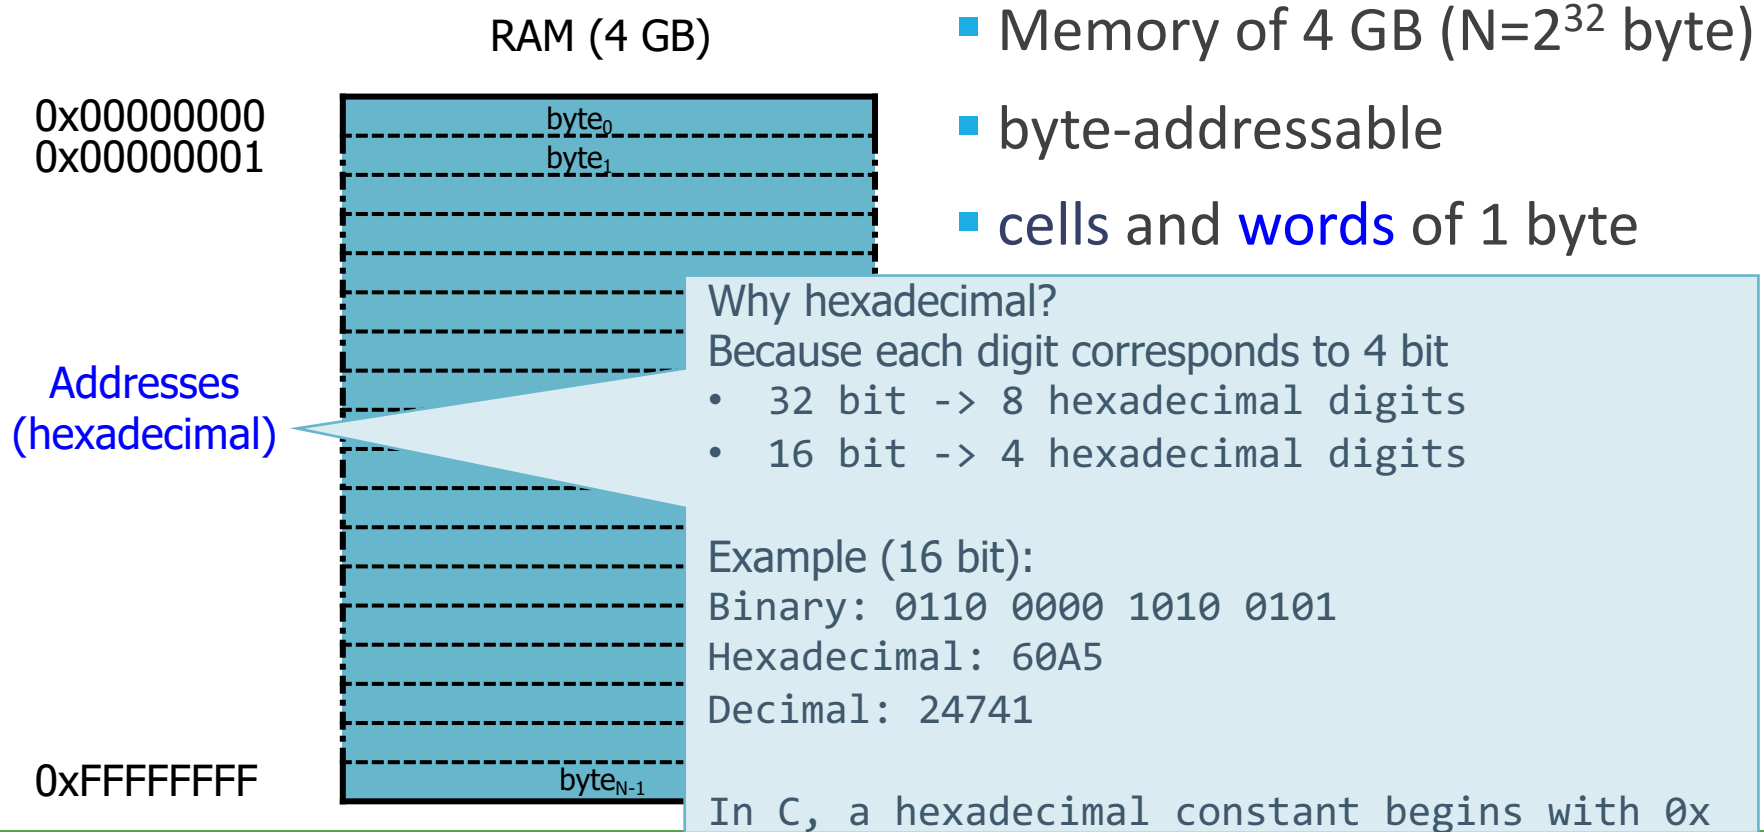 RAM (4 GB)
0x00000000
0x00000001
byte₀
byte₁
Addresses
(hexadecimal)
0xFFFFFFFF
byteN-1
▪ Memory of 4 GB (N=2³² byte)
▪ byte-addressable
▪ cells and words of 1 byte
Why hexadecimal?
Because each digit corresponds to 4 bit
• 32 bit -> 8 hexadecimal digits
• 16 bit -> 4 hexadecimal digits
Example (16 bit):
Binary: 0110 0000 1010 0101
Hexadecimal: 60A5
Decimal: 24741
In C, a hexadecimal constant begins with 0x